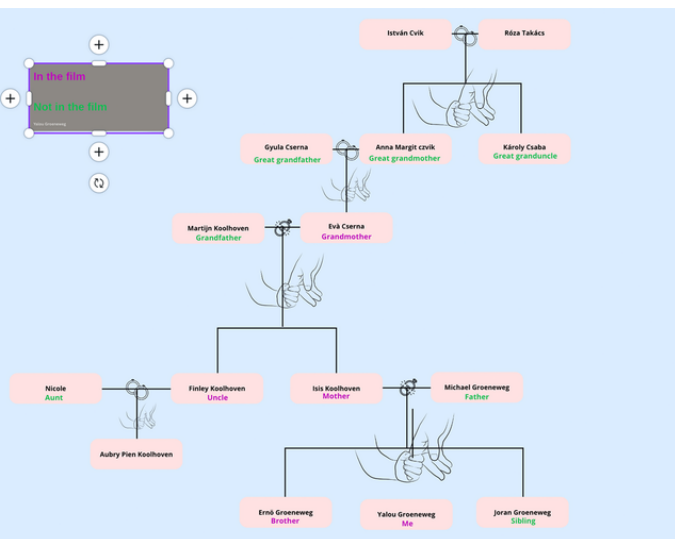 István Cvik
Róza Takács
In the film
Not in the film
Yalou Groeneweg
Gyula Cserna
Great grandfather
Anna Margit czvik
Great grandmother
Károly Csaba
Great granduncle
Martijn Koolhoven
Grandfather
Evà Cserna
Grandmother
Nicole
Aunt
Finley Koolhoven
Uncle
Isis Koolhoven
Mother
Michael Groeneweg
Father
Aubry Pien Koolhoven
Ernö Groeneweg
Brother
Yalou Groeneweg
Me
Joran Groeneweg
Sibling